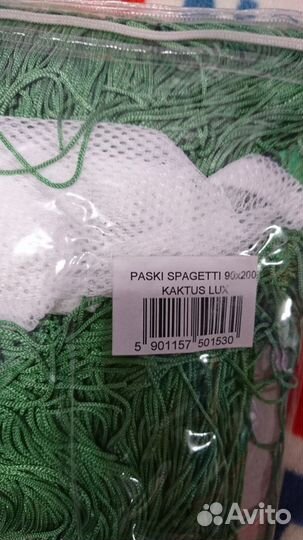 PASKI SPAGETTI 90x200
KAKTUS LUX
5 901157 501530
Avito